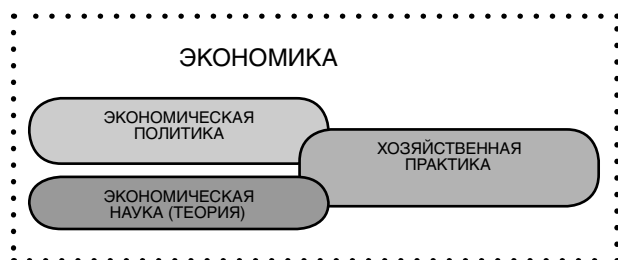 ЭКОНОМИКА
ЭКОНОМИЧЕСКАЯ
ПОЛИТИКА
ХОЗЯЙСТВЕННАЯ
ПРАКТИКА
ЭКОНОМИЧЕСКАЯ
НАУКА (ТЕОРИЯ)